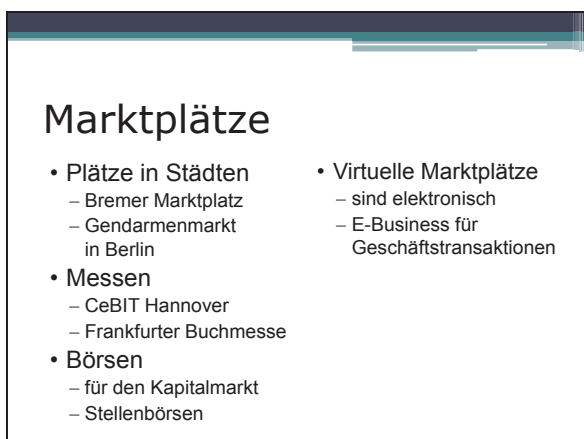 Marktplätze
• Plätze in Städten
– Bremer Marktplatz
– Gendarmenmarkt
in Berlin
• Messen
– CeBIT Hannover
– Frankfurter Buchmesse
• Börsen
– für den Kapitalmarkt
– Stellenbörsen
• Virtuelle Marktplätze
– sind elektronisch
– E-Business für
Geschäftstransaktionen